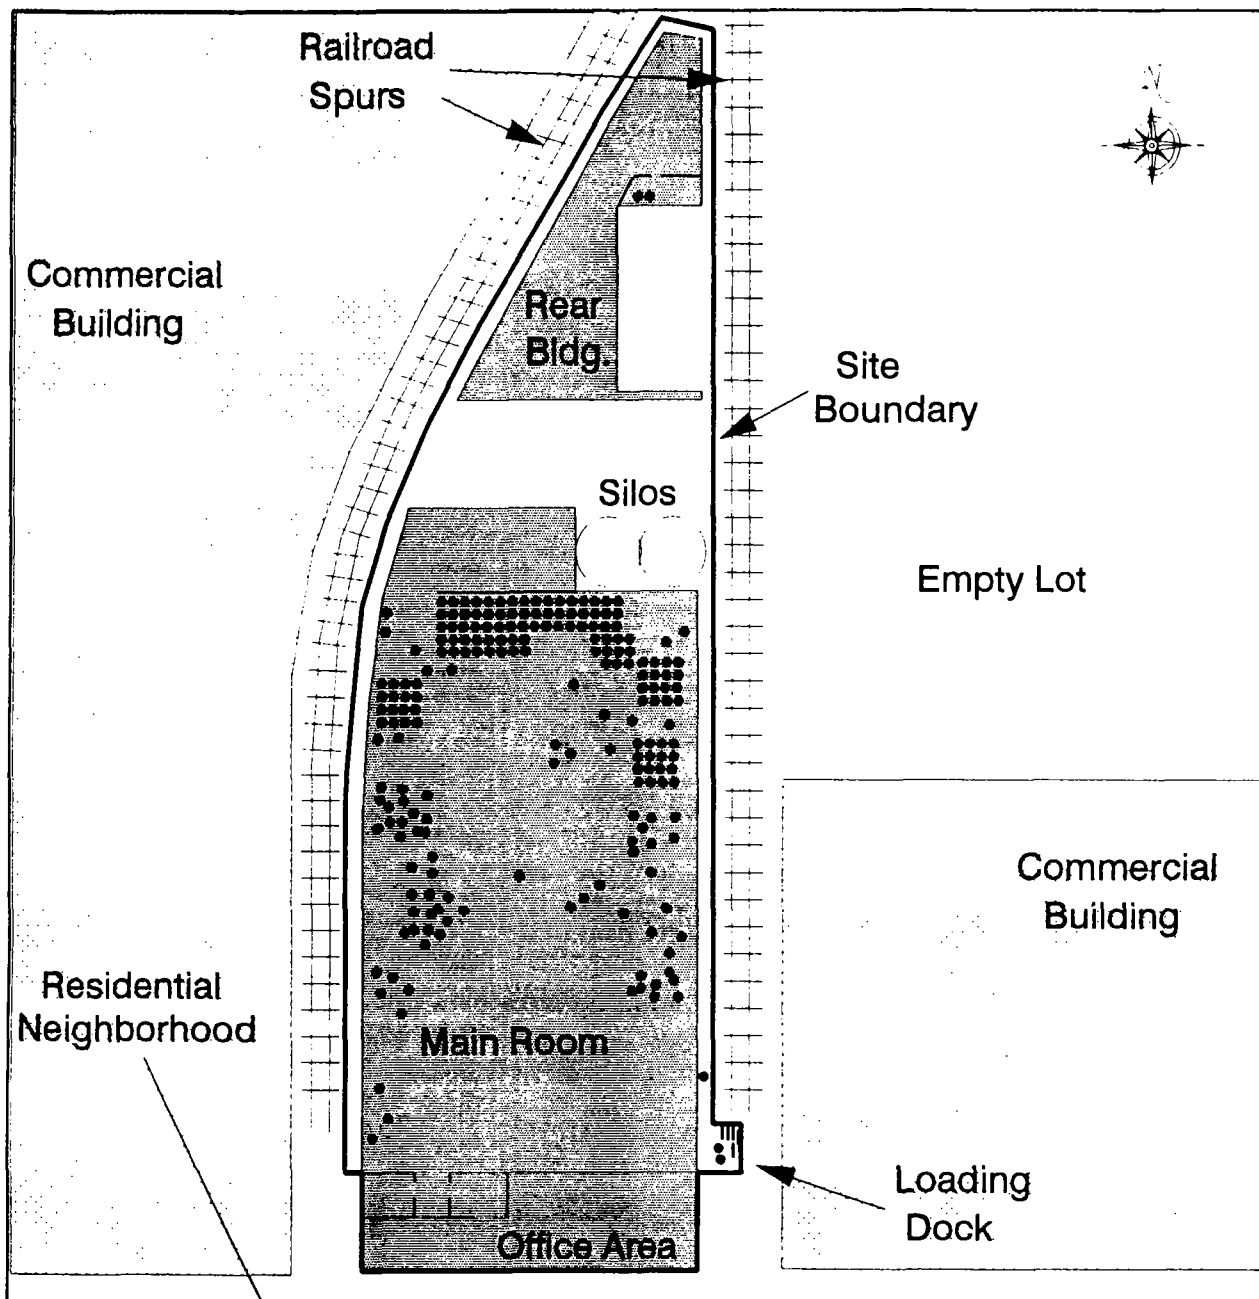 Railroad
Spurs
N
Commercial
Building
Rear
Bldg.
Site
Boundary
Silos
Empty Lot
Commercial
Building
Residential
Neighborhood
Main Room
Loading
Dock
Office Area